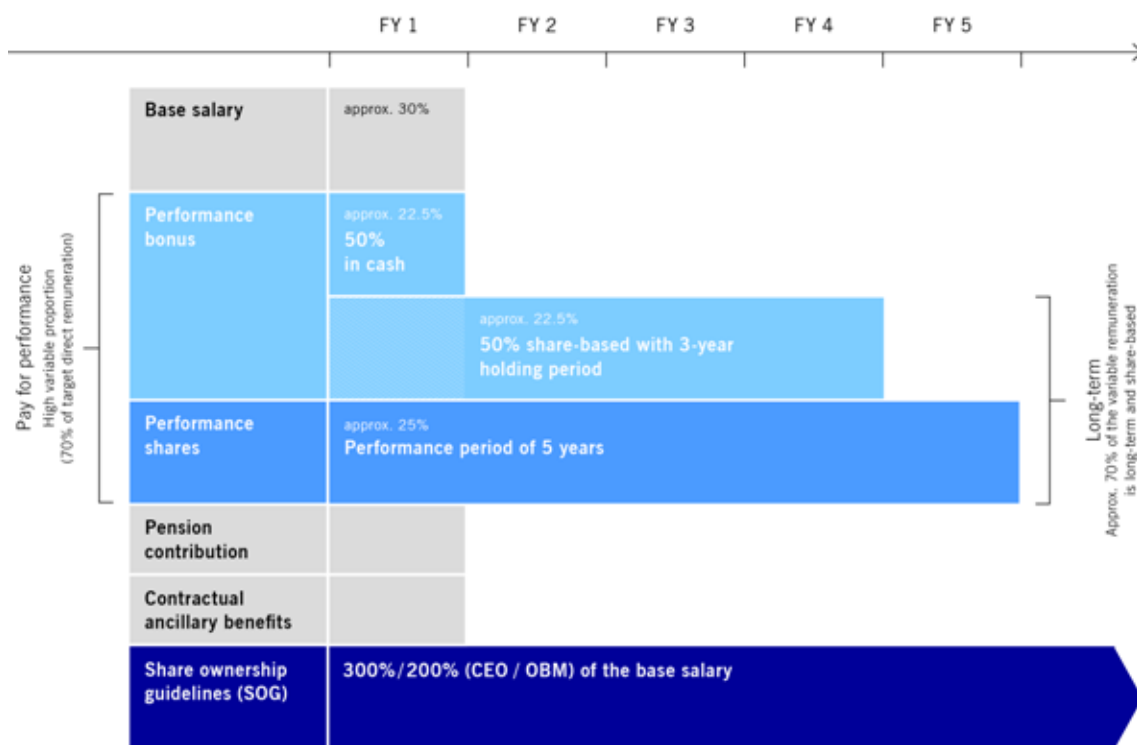 FY 1 FY 2 FY 3 FY 4 FY 5
Base salary
approx. 30%
Pay for performance
High variable proportion
(70% of target direct remuneration)
Performance
bonus
approx. 22.5%
50%
in cash
approx. 22.5%
50% share-based with 3-year
holding period
Performance
shares
approx. 25%
Performance period of 5 years
Long-term
Approx. 70% of the variable remuneration
is long-term and share-based
Pension
contribution
Contractual
ancillary benefits
Share ownership
guidelines (SOG)
300%/200% (CEO / OBM) of the base salary